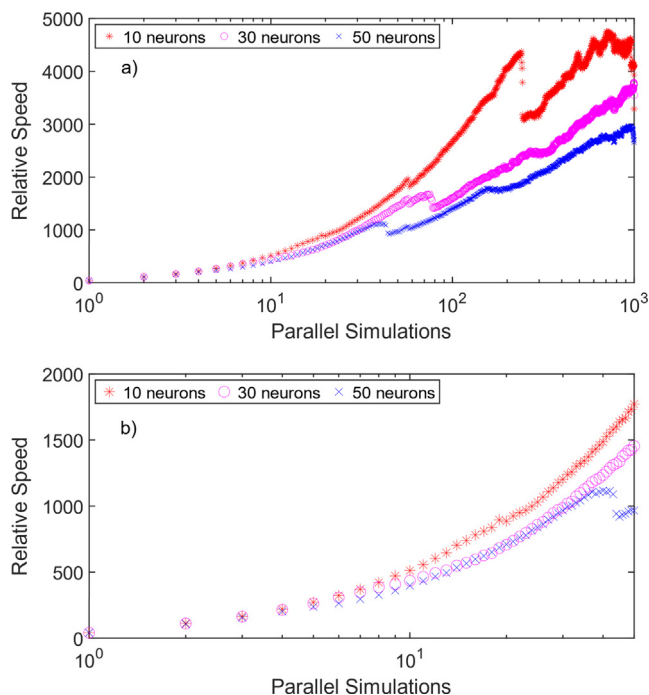 5000
* 10 neurons ○ 30 neurons × 50 neurons
a)
4000
3000
2000
1000
0
Relative Speed
10^0 10^1 10^2 10^3
Parallel Simulations
2000
* 10 neurons ○ 30 neurons × 50 neurons
b)
1500
1000
500
0
Relative Speed
10^0 10^1
Parallel Simulations